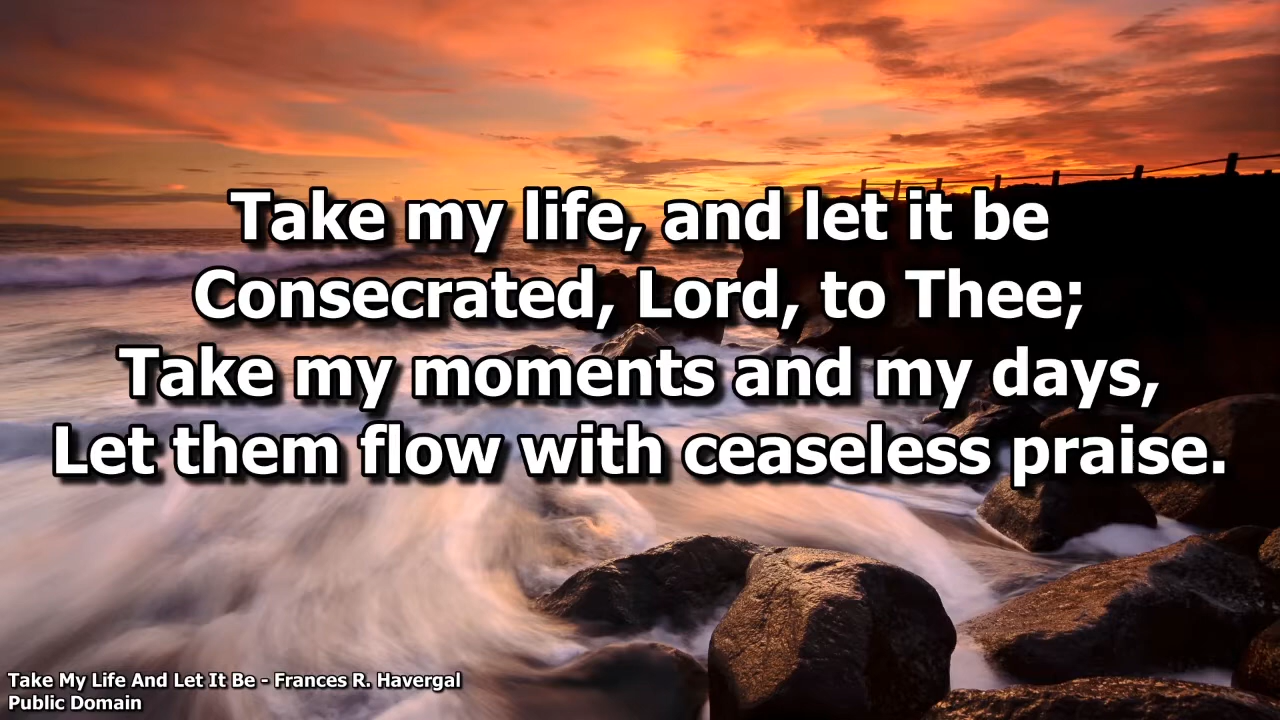 Take my life, and let it be
Consecrated, Lord, to Thee;
Take my moments and my days,
Let them flow with ceaseless praise.
Take My Life And Let It Be - Frances R. Havergal
Public Domain